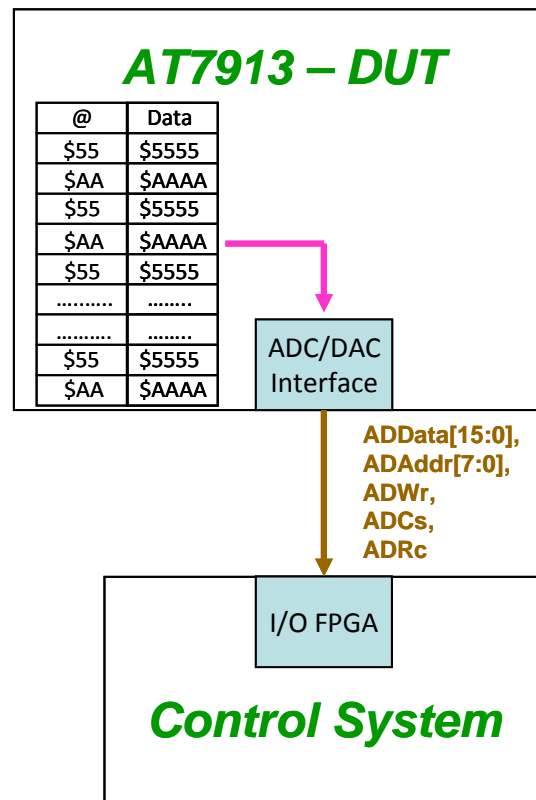 AT7913 – DUT
@ Data
$55 $5555
$AA $AAAA
$55 $5555
$AA $AAAA
$55 $5555
.......... ........
.......... ........
$55 $5555
$AA $AAAA
ADC/DAC
Interface
ADData[15:0],
ADAddr[7:0],
ADWr,
ADCs,
ADRc
I/O FPGA
Control System